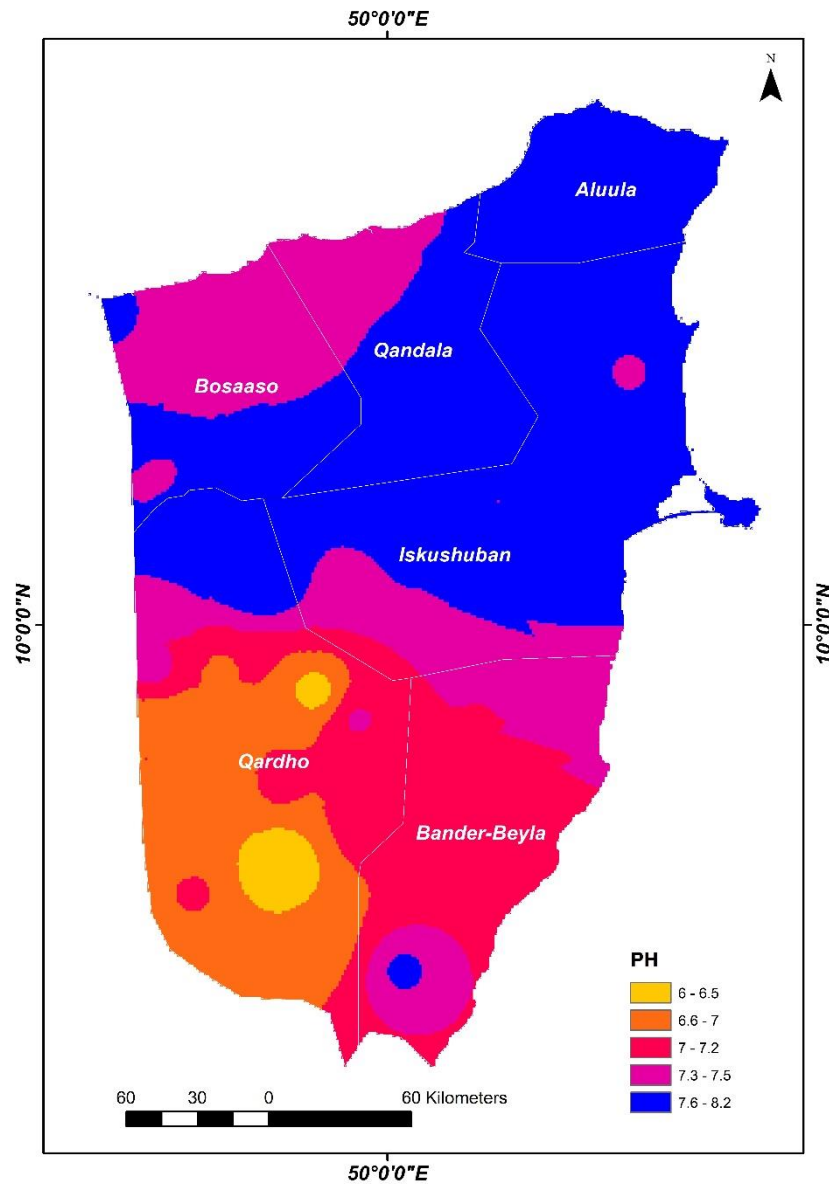 50°0'0"E
N
Aluula
Qandala
Bosaaso
Iskushuban
10°0'0"N
10°0'0"N
Qardho
Bander-Beyla
PH
6 - 6.5
6.6 - 7
7 - 7.2
7.3 - 7.5
7.6 - 8.2
60 30 0 60 Kilometers
50°0'0"E